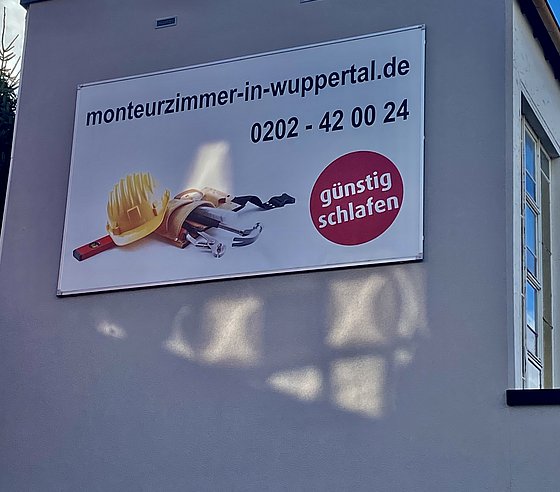 monteurzimmer-in-wuppertal.de
0202 - 42 00 24
günstig
schlafen